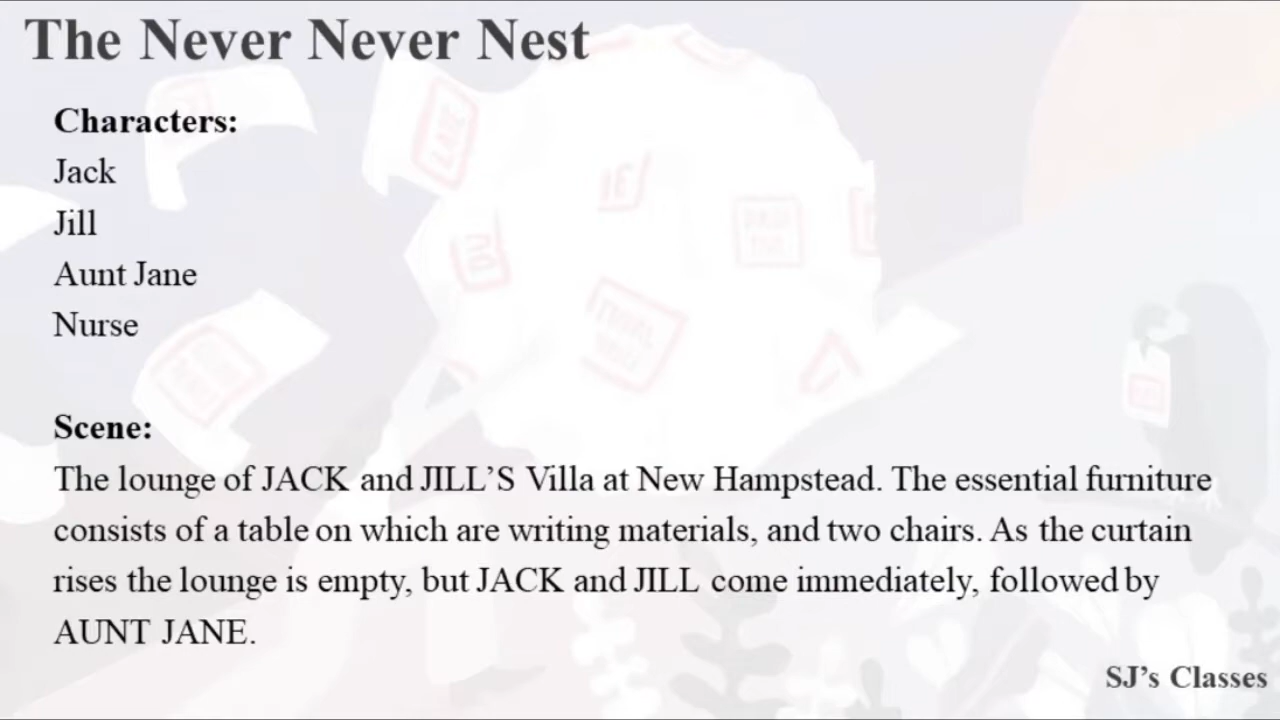 The Never Never Nest
Characters:
Jack
Jill
Aunt Jane
Nurse
Scene:
The lounge of JACK and JILL’S Villa at New Hampstead. The essential furniture
consists of a table on which are writing materials, and two chairs. As the curtain
rises the lounge is empty, but JACK and JILL come immediately, followed by
AUNT JANE.
SJ’s Classes